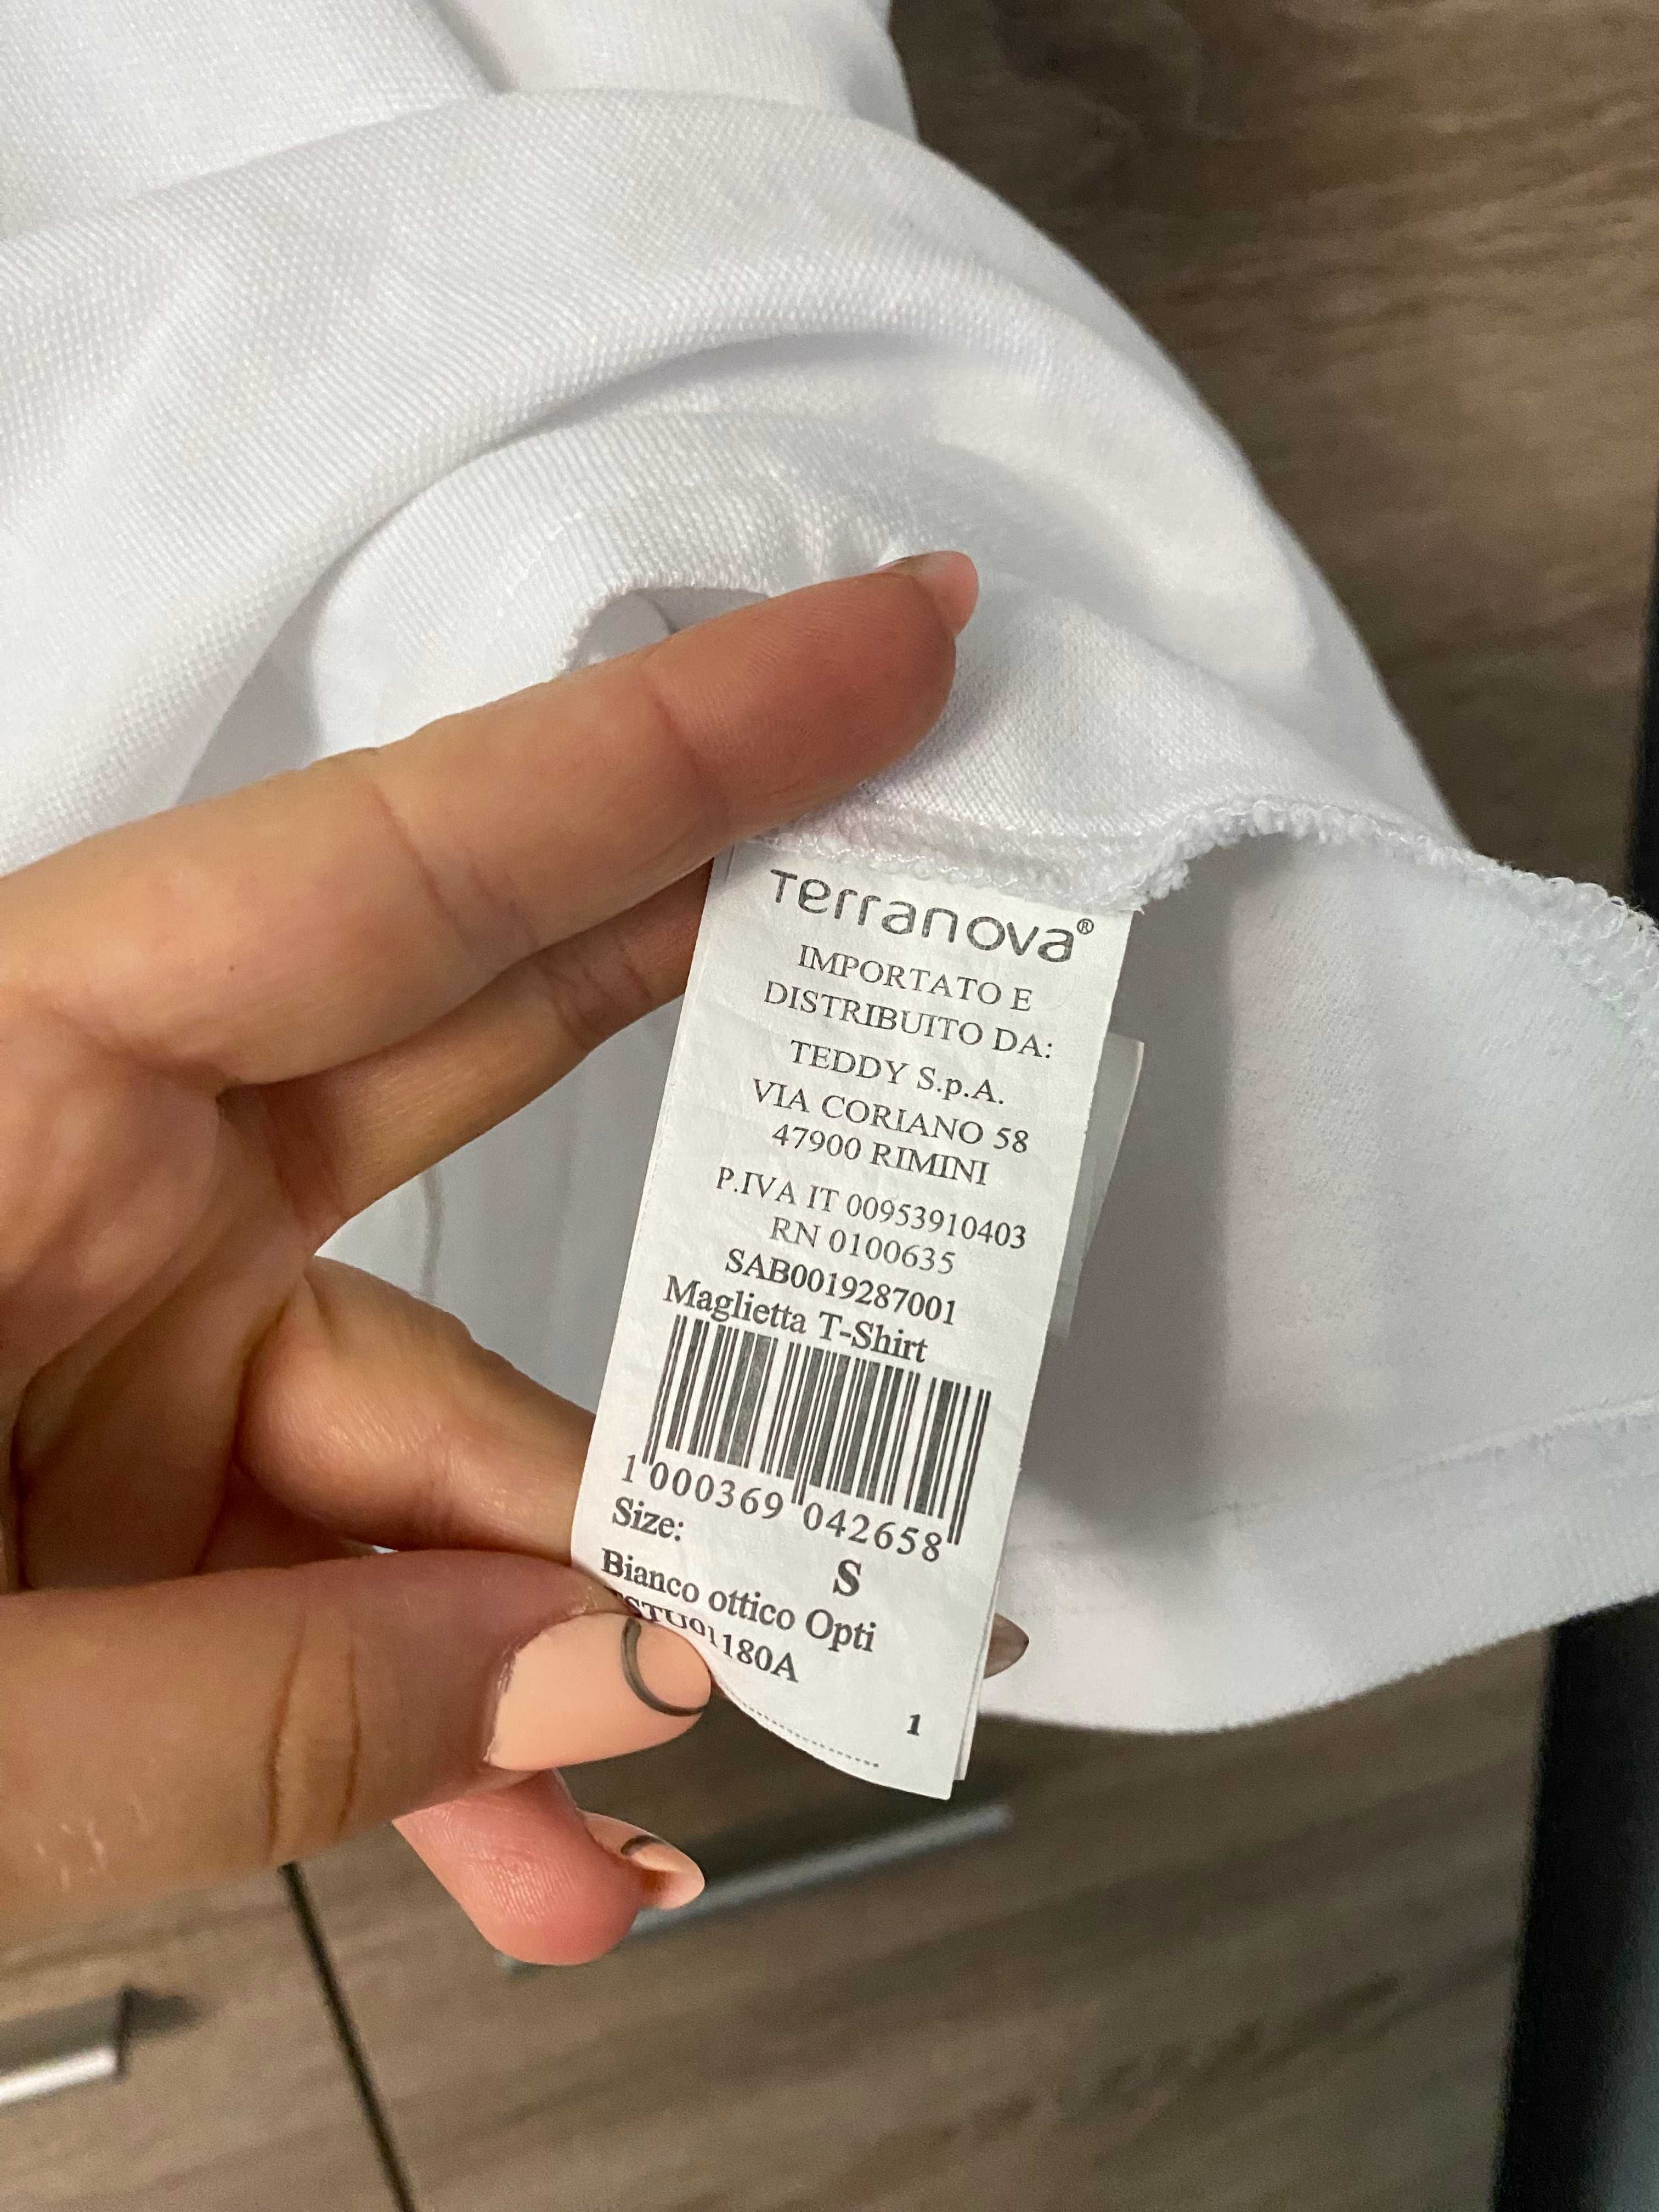 Terranova®
IMPORTATO E
DISTRIBUITO DA:
TEDDY S.p.A.
VIA CORIANO 58
47900 RIMINI
P.IVA IT 00953910403
RN 0100635
SAB0019287001
Maglietta T-Shirt
1 000369 042658
Size:
S
Bianco ottico Opti
1